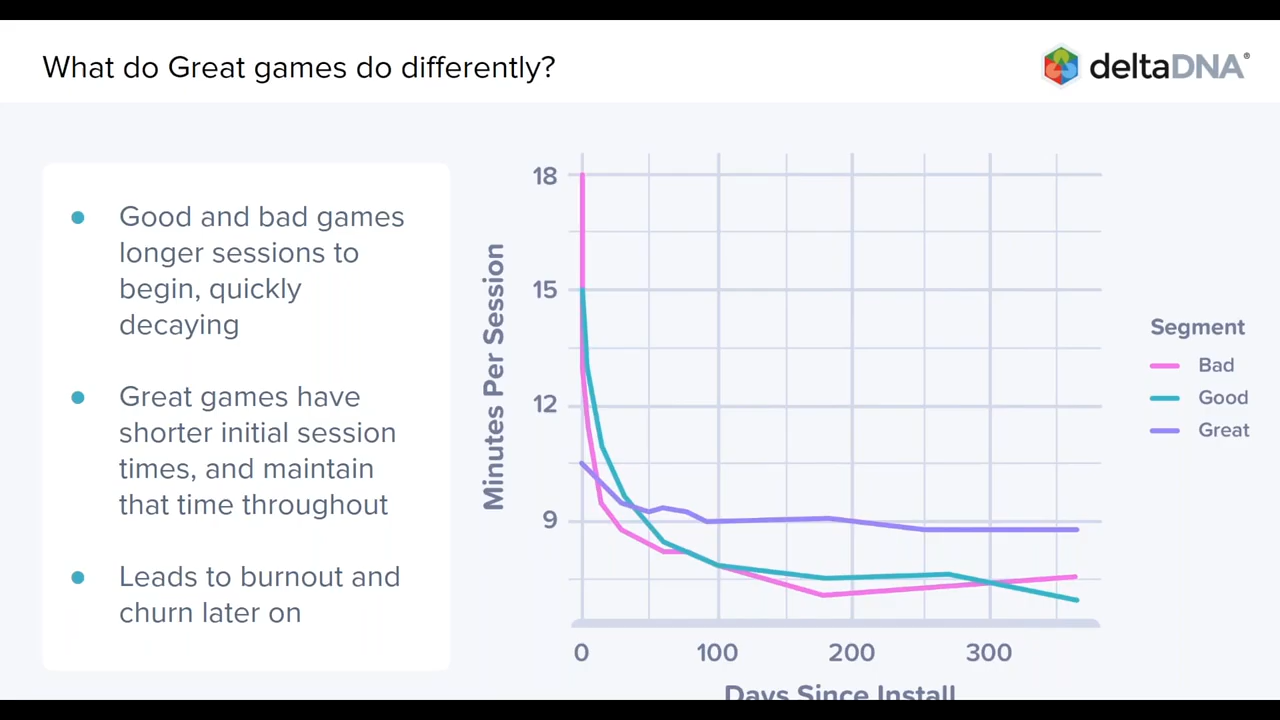 What do Great games do differently?
deltaDNA®
Good and bad games
longer sessions to
begin, quickly
decaying
Great games have
shorter initial session
times, and maintain
that time throughout
Leads to burnout and
churn later on
Minutes Per Session
18
15
12
9
0
100
200
300
Days Since Install
Segment
Bad
Good
Great